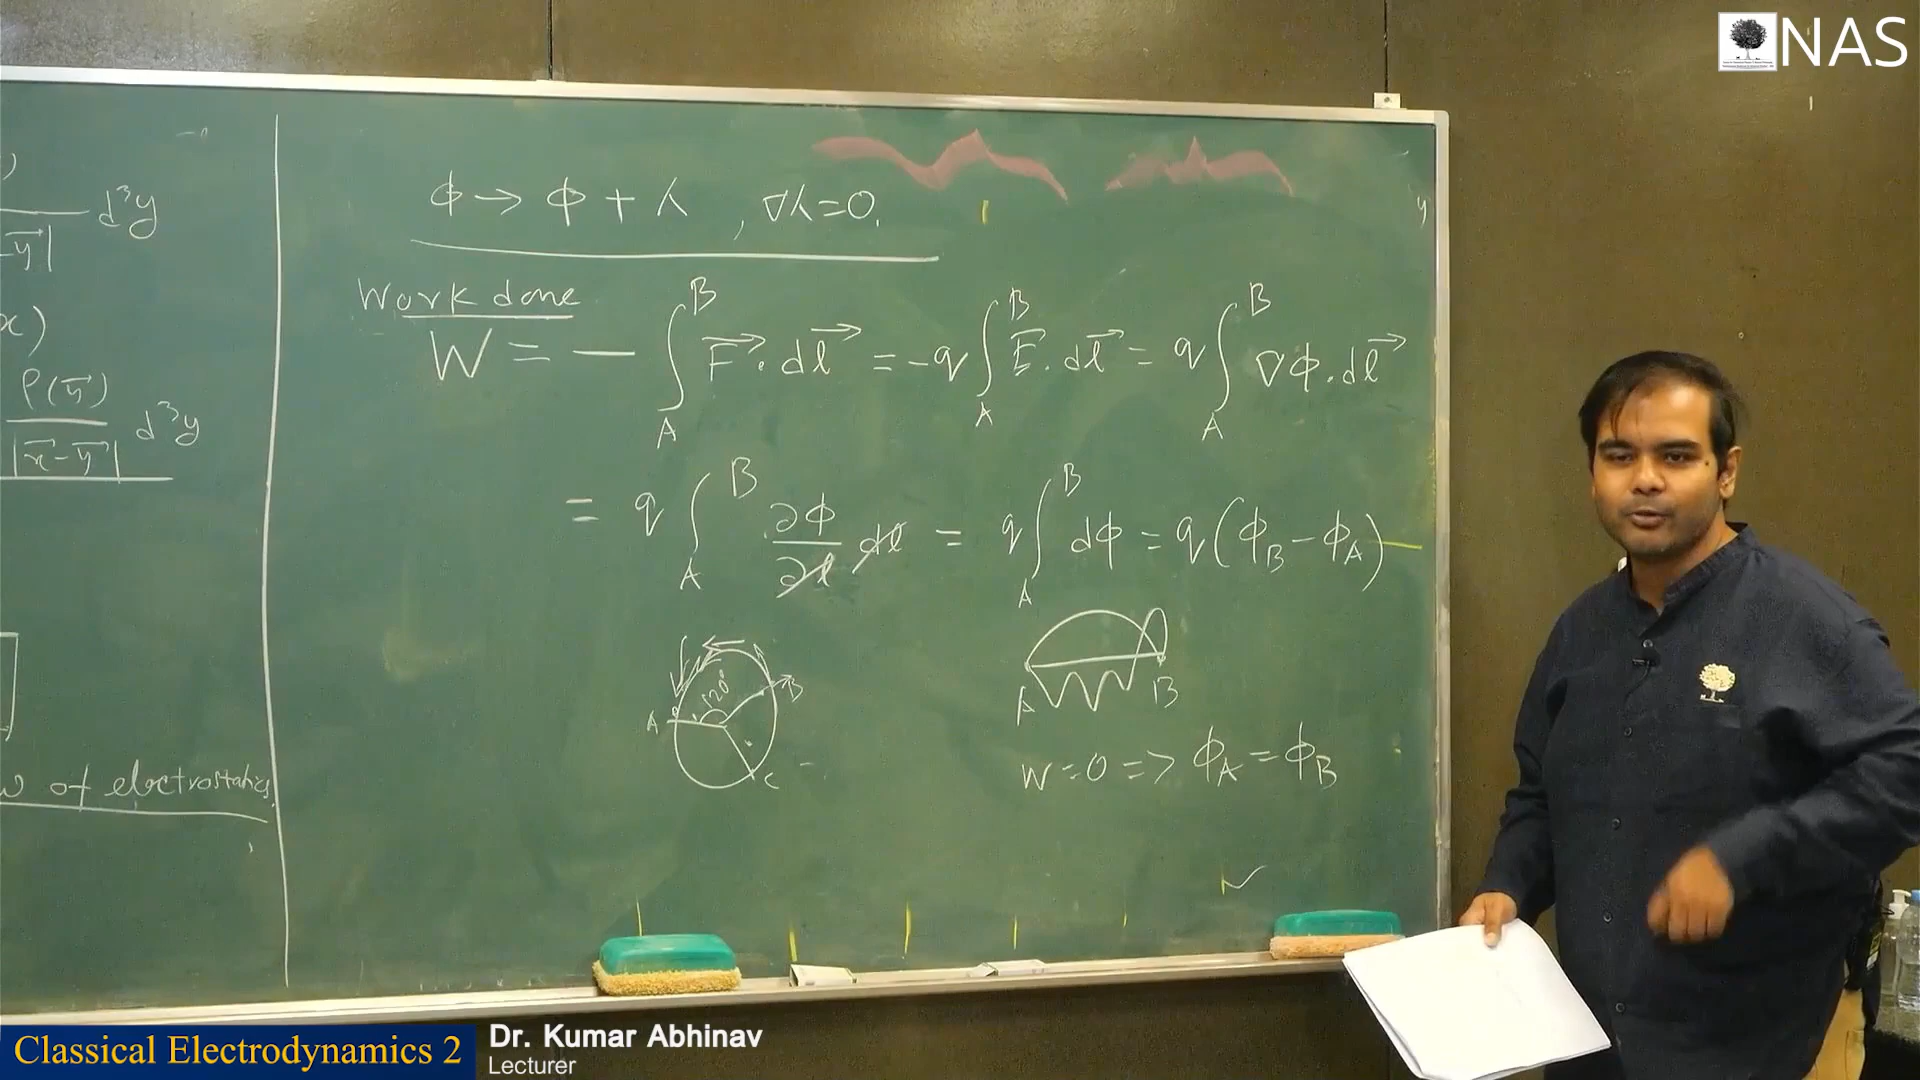 NAS
d³y
-y⃗|
x)
ρ(y⃗)
|x⃗-y⃗|
d³y
of electrostatics
ϕ → ϕ + λ , ∇λ = 0.
Work done
W = - ∫_A^B F⃗ . dl⃗ = -q ∫_A^B E⃗ . dl⃗ = q ∫_A^B ∇ϕ . dl⃗
= q ∫_A^B ∂ϕ/∂l dl = q ∫_A^B dϕ = q(ϕ_B - ϕ_A)
120°
A
B
C
A
B
W = 0 => ϕ_A = ϕ_B
Classical Electrodynamics 2
Dr. Kumar Abhinav
Lecturer